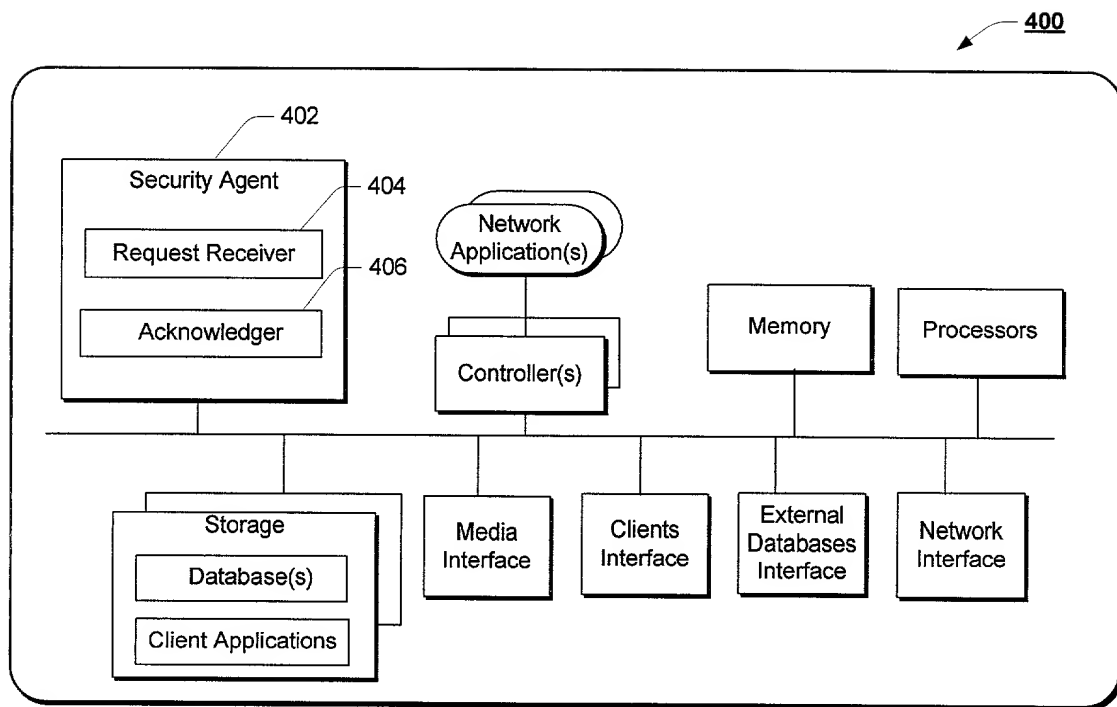 400
402
Security Agent
404
Request Receiver
406
Acknowledger
Network
Application(s)
Controller(s)
Memory
Processors
Storage
Database(s)
Client Applications
Media
Interface
Clients
Interface
External
Databases
Interface
Network
Interface